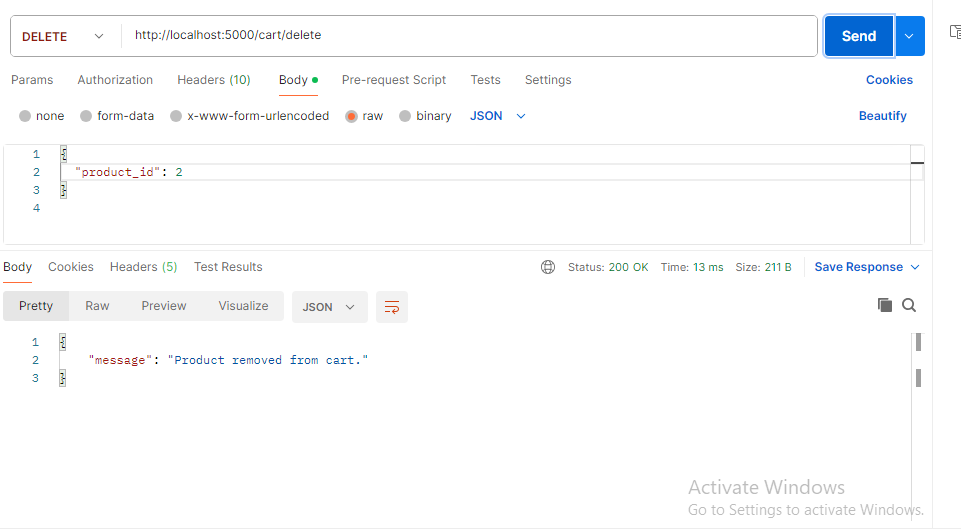 DELETE http://localhost:5000/cart/delete Send
Params Authorization Headers (10) Body Pre-request Script Tests Settings Cookies
none form-data x-www-form-urlencoded raw binary JSON Beautify
1 {
2 "product_id": 2
3 }
4
Body Cookies Headers (5) Test Results Status: 200 OK Time: 13 ms Size: 211 B Save Response
Pretty Raw Preview Visualize JSON
1 {
2 "message": "Product removed from cart."
3 }
Activate Windows
Go to Settings to activate Windows.